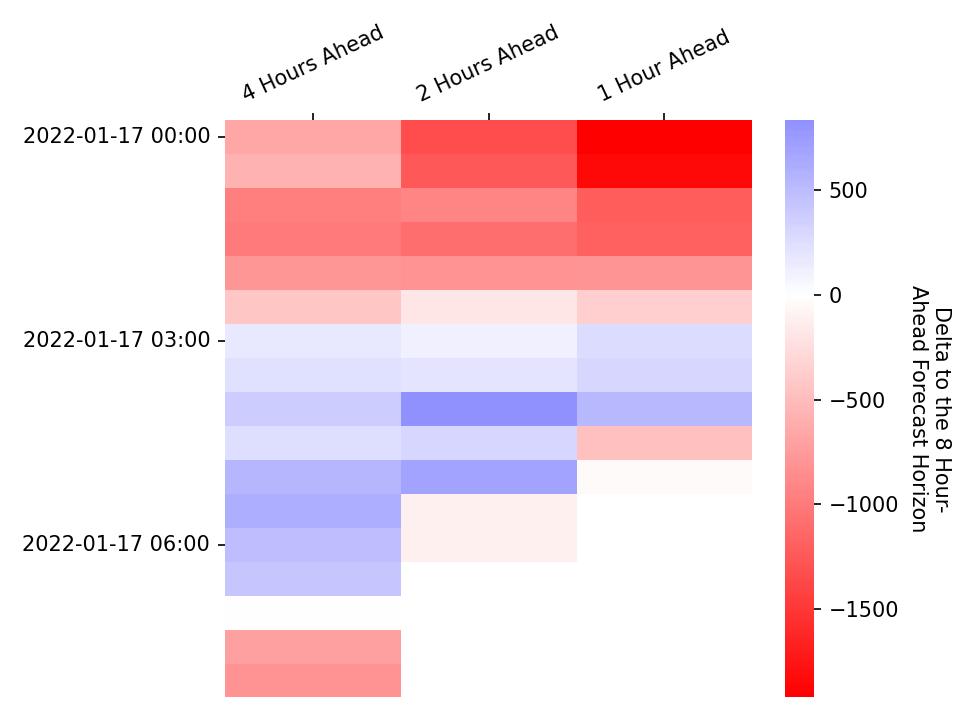 4 Hours Ahead
2 Hours Ahead
1 Hour Ahead
2022-01-17 00:00
2022-01-17 03:00
2022-01-17 06:00
500
0
−500
−1000
−1500
Delta to the 8 Hour-
Ahead Forecast Horizon